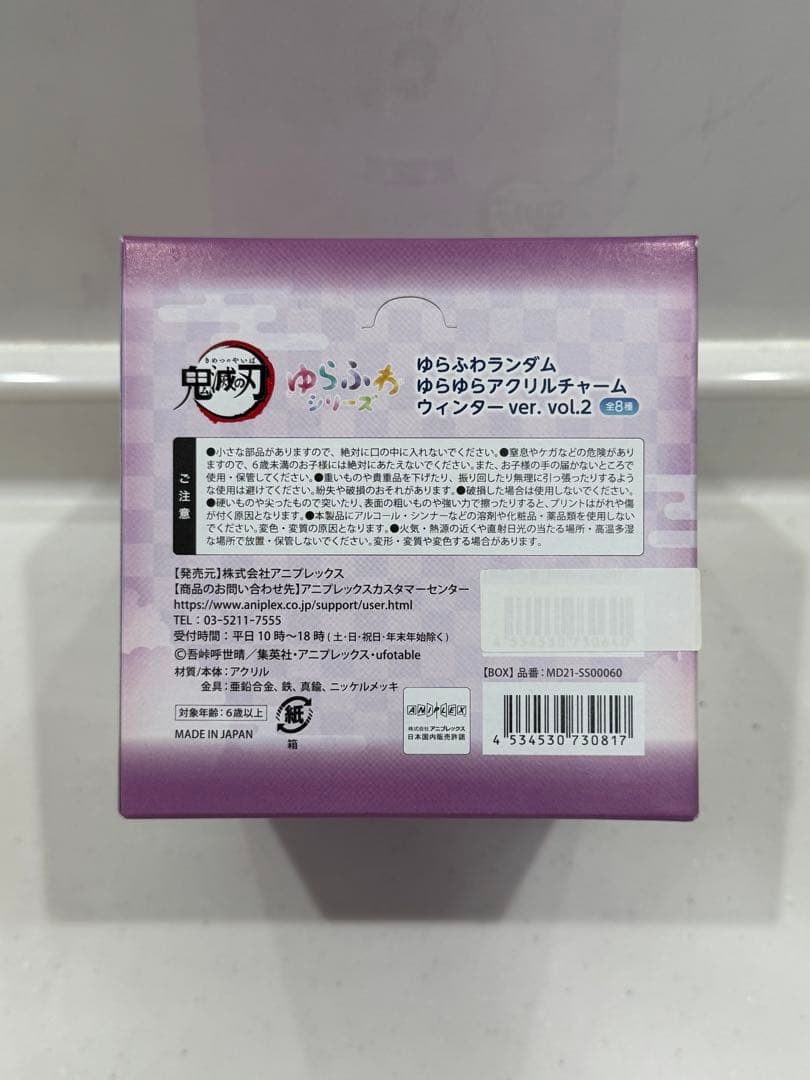 きめつのやいば
鬼滅の刃
ゆらふわ
シリーズ
ゆらふわランダム
ゆらゆらアクリルチャーム
ウィンター ver. vol.2 全8種
ご注意
●小さな部品がありますので、絶対に口の中に入れないでください。●窒息やケガなどの危険があり
ますので、6歳未満のお子様には絶対にあたえないでください。また、お子様の手の届かないところで
使用・保管してください。●重いものや貴重品を下げたり、振り回したり無理に引っ張ったりするよう
な使用は避けてください。紛失や破損のおそれがあります。●破損した場合は使用しないでください。
●硬いものや尖ったもので突いたり、表面の粗いものや強い力で擦ったりすると、プリントはがれや傷
が付く原因となります。●本製品にアルコール・シンナーなどの溶剤や化粧品・薬品類を使用しない
でください。変色・変質の原因となります。●火気・熱源の近くや直射日光の当たる場所・高温多湿
な場所で放置・保管しないでください。変形・変質や変色する場合があります。
【発売元】株式会社アニプレックス
【商品のお問い合わせ先】アニプレックスカスタマーセンター
https://www.aniplex.co.jp/support/user.html
TEL：03-5211-7555
受付時間：平日10時〜18時(土・日・祝日・年末年始除く)
©吾峠呼世晴／集英社・アニプレックス・ufotable
材質/本体：アクリル
金具：亜鉛合金、鉄、真鍮、ニッケルメッキ
対象年齢：6歳以上
MADE IN JAPAN
紙
箱
ANIPLEX
株式会社アニプレックス
日本国内販売許諾
4534530730640
【BOX】品番：MD21-SS00060
4 534530 730817